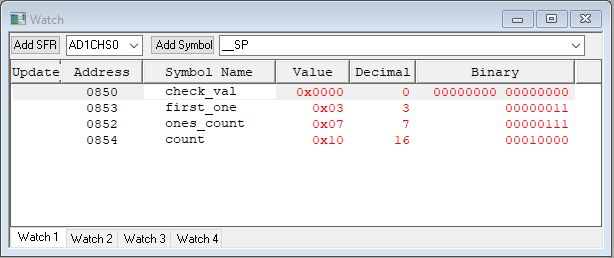 Watch
Add SFR AD1CHS0 Add Symbol __SP
Update Address Symbol Name Value Decimal Binary
0850 check_val 0x0000 0 00000000 00000000
0853 first_one 0x03 3 00000011
0852 ones_count 0x07 7 00000111
0854 count 0x10 16 00010000
Watch 1 Watch 2 Watch 3 Watch 4